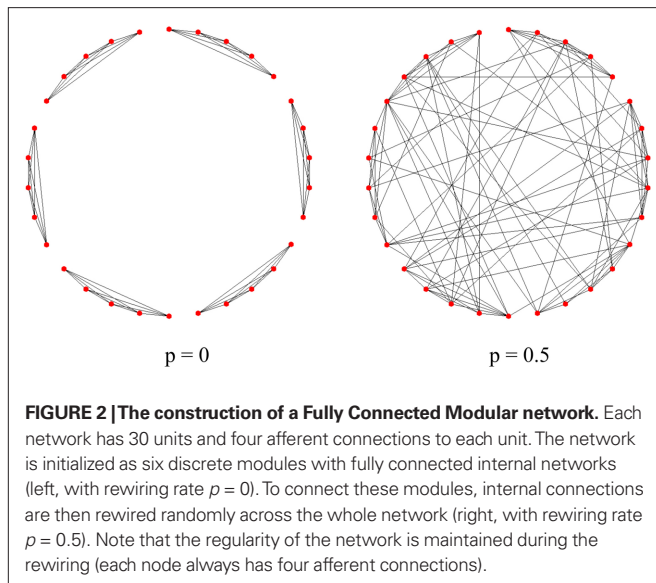 p = 0
p = 0.5
FIGURE 2 | The construction of a Fully Connected Modular network. Each
network has 30 units and four afferent connections to each unit. The network
is initialized as six discrete modules with fully connected internal networks
(left, with rewiring rate p = 0). To connect these modules, internal connections
are then rewired randomly across the whole network (right, with rewiring rate
p = 0.5). Note that the regularity of the network is maintained during the
rewiring (each node always has four afferent connections).